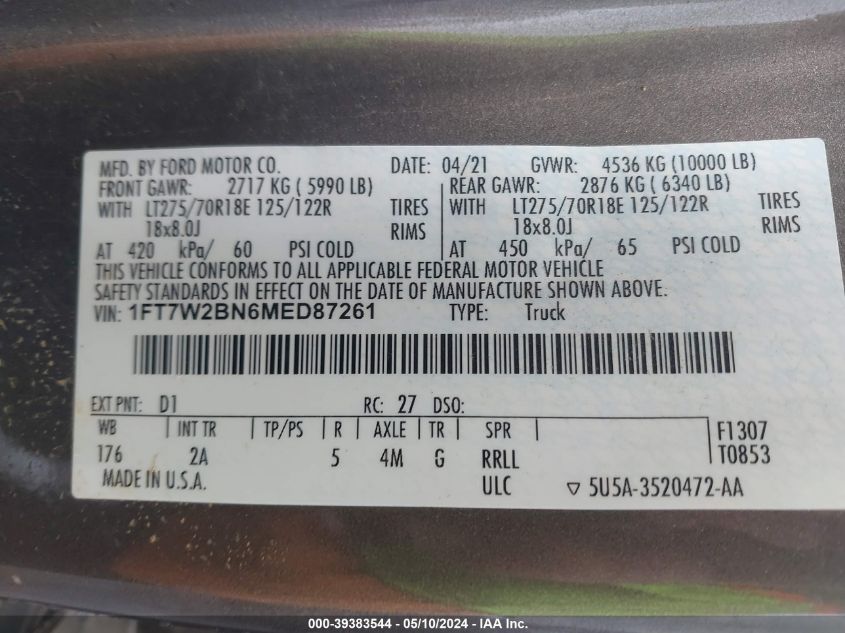 MFD. BY FORD MOTOR CO. DATE: 04/21 GVWR: 4536 KG (10000 LB)
FRONT GAWR: 2717 KG ( 5990 LB) REAR GAWR: 2876 KG ( 6340 LB)
WITH LT275/70R18E 125/122R TIRES WITH LT275/70R18E 125/122R TIRES
18x8.0J RIMS 18x8.0J RIMS
AT 420 kPa/ 60 PSI COLD AT 450 kPa/ 65 PSI COLD
THIS VEHICLE CONFORMS TO ALL APPLICABLE FEDERAL MOTOR VEHICLE
SAFETY STANDARDS IN EFFECT ON THE DATE OF MANUFACTURE SHOWN ABOVE.
VIN: 1FT7W2BN6MED87261 TYPE: Truck
EXT PNT: D1 RC: 27 DSO:
WB INT TR TP/PS R AXLE TR SPR F1307
176 2A 5 4M G RRLL T0853
MADE IN U.S.A. ULC ▽ 5U5A-3520472-AA
000-39383544 — 05/10/2024 — IAA Inc.